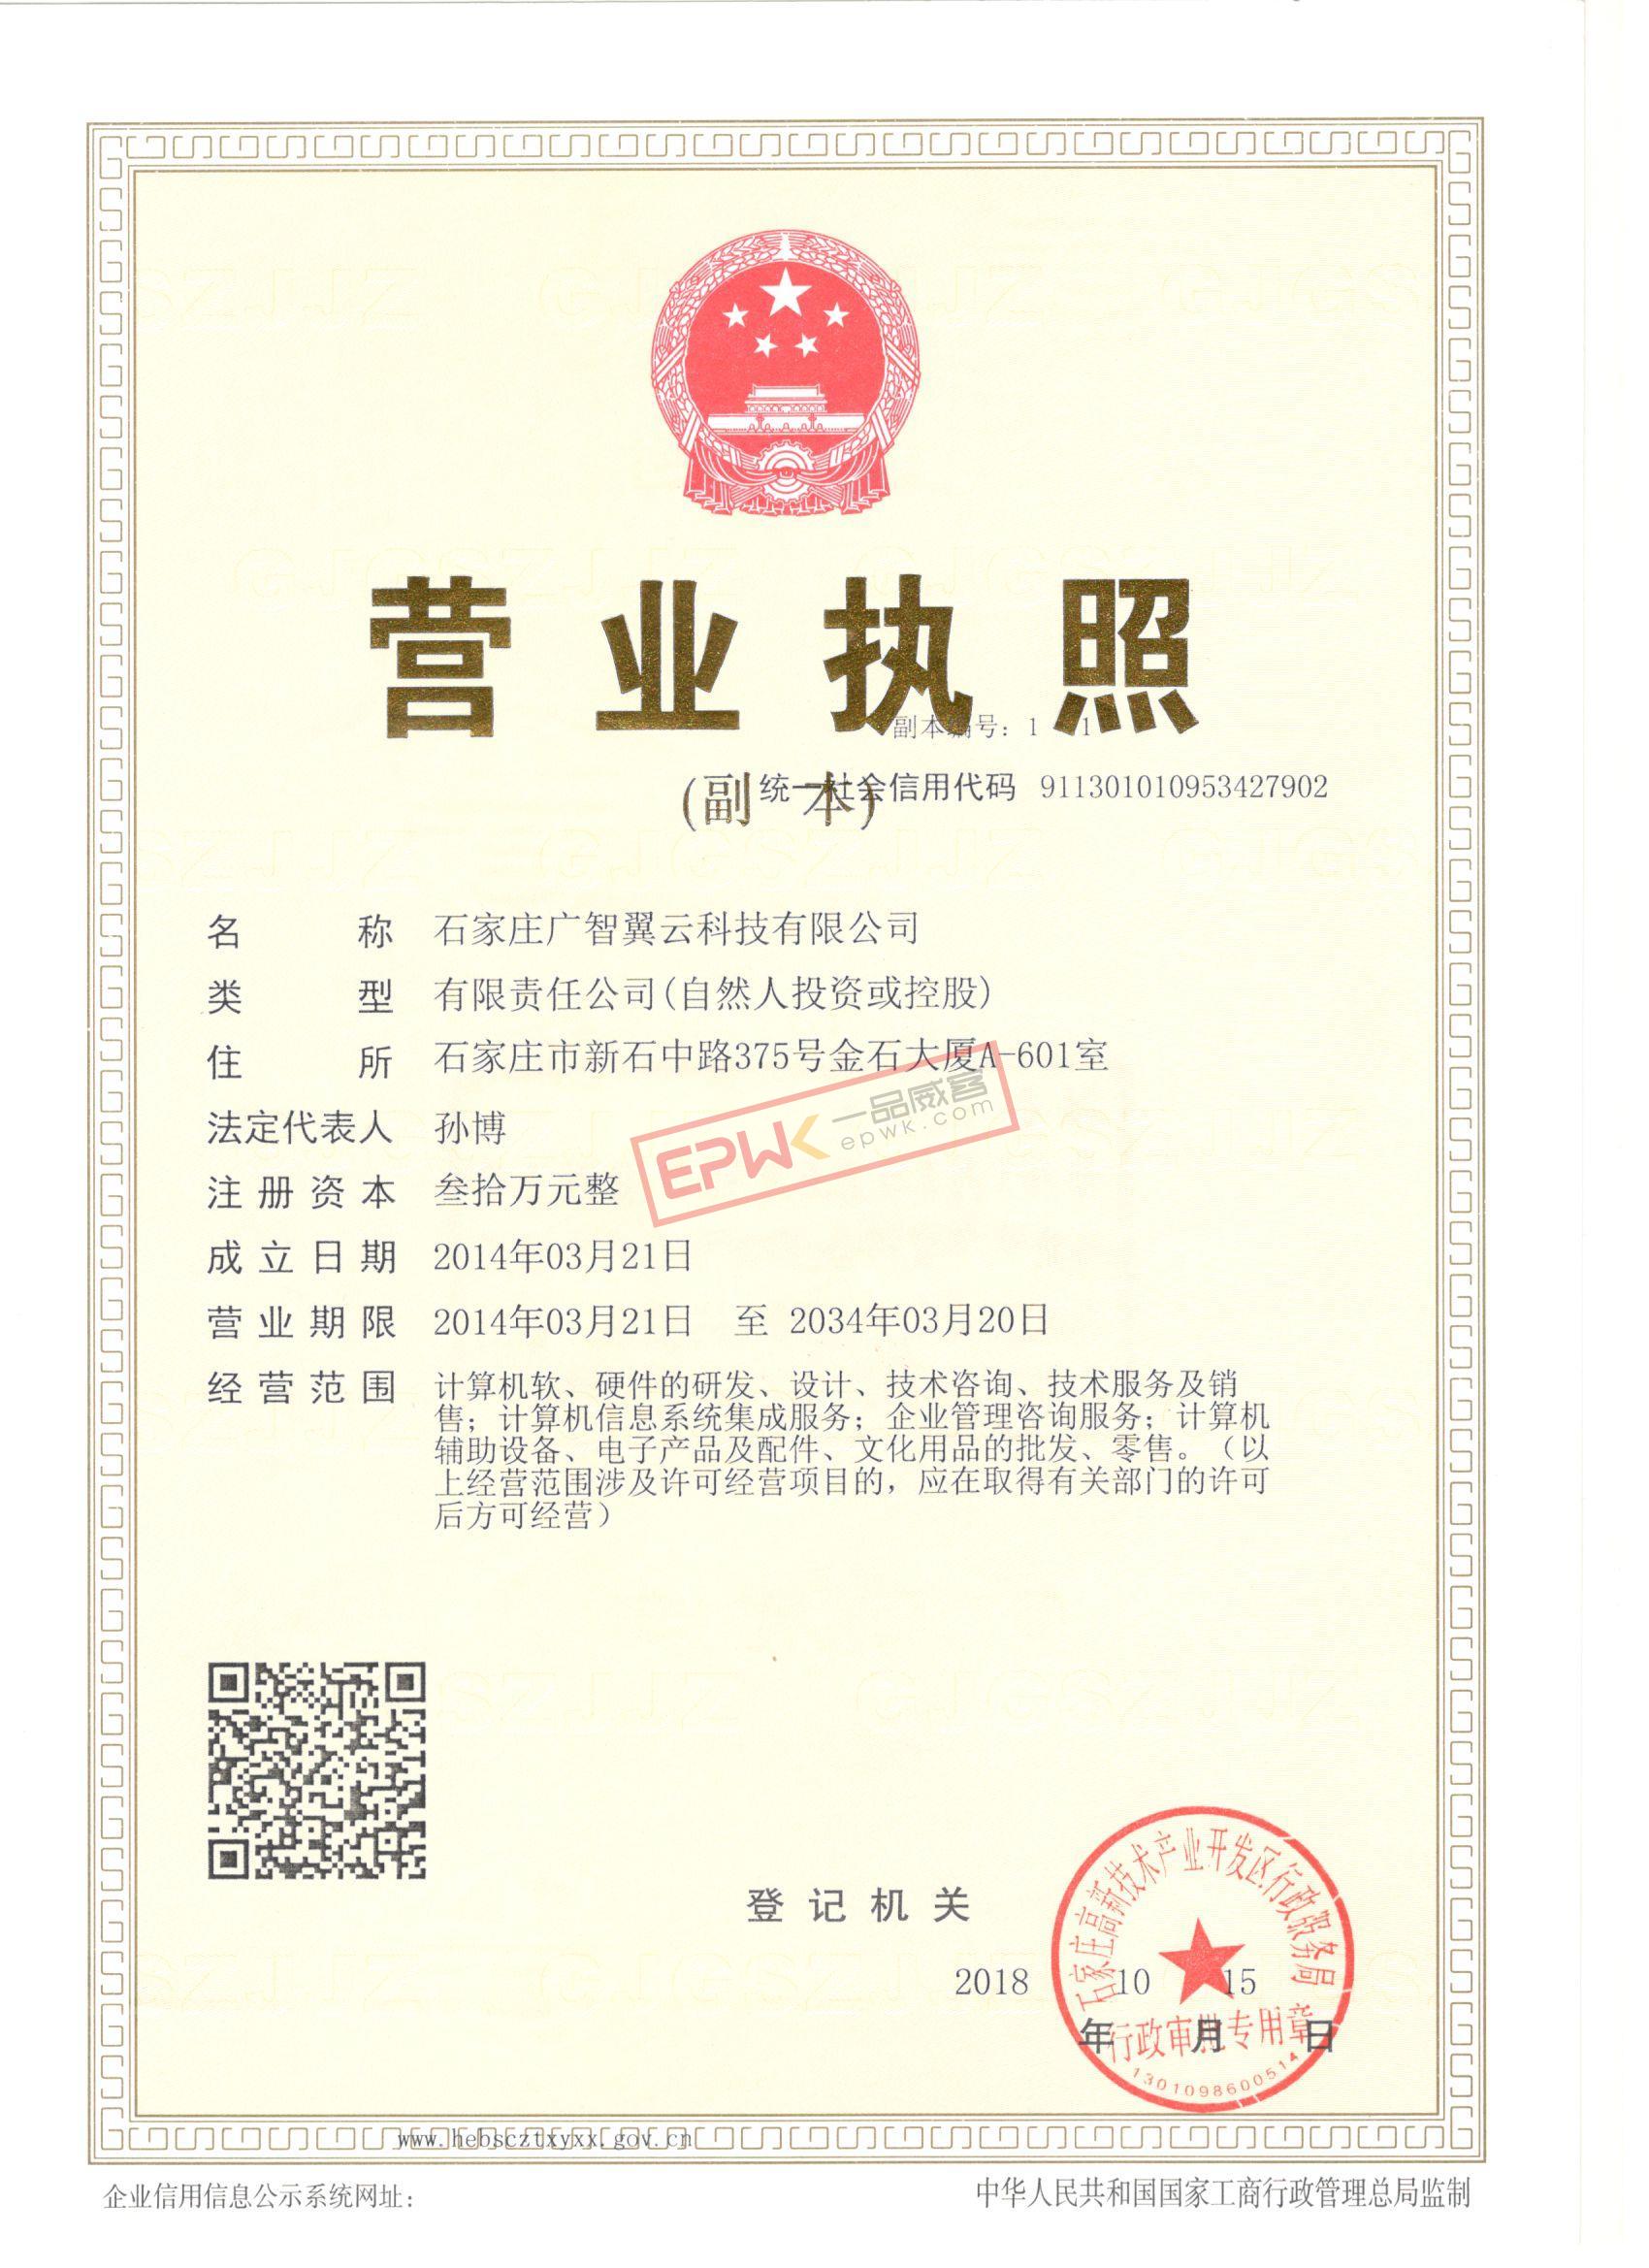 营业执照
副本编号：1 1
(副 本)
统一社会信用代码 911301010953427902
名称 石家庄广智翼云科技有限公司
类型 有限责任公司(自然人投资或控股)
住所 石家庄市新石中路375号金石大厦A-601室
EPWK一品威客
epwk.com
法定代表人 孙博
注册资本 叁拾万元整
成立日期 2014年03月21日
营业期限 2014年03月21日 至 2034年03月20日
经营范围 计算机软、硬件的研发、设计、技术咨询、技术服务及销
售；计算机信息系统集成服务；企业管理咨询服务；计算机
辅助设备、电子产品及配件、文化用品的批发、零售。（以
上经营范围涉及许可经营项目的，应在取得有关部门的许可
后方可经营）
登记机关
石家庄高新技术产业开发区行政服务局
2018 10 15
年 月 日
行政审批专用章
1301098600514
www.hebscztxyxx.gov.cn
企业信用信息公示系统网址：
中华人民共和国国家工商行政管理总局监制